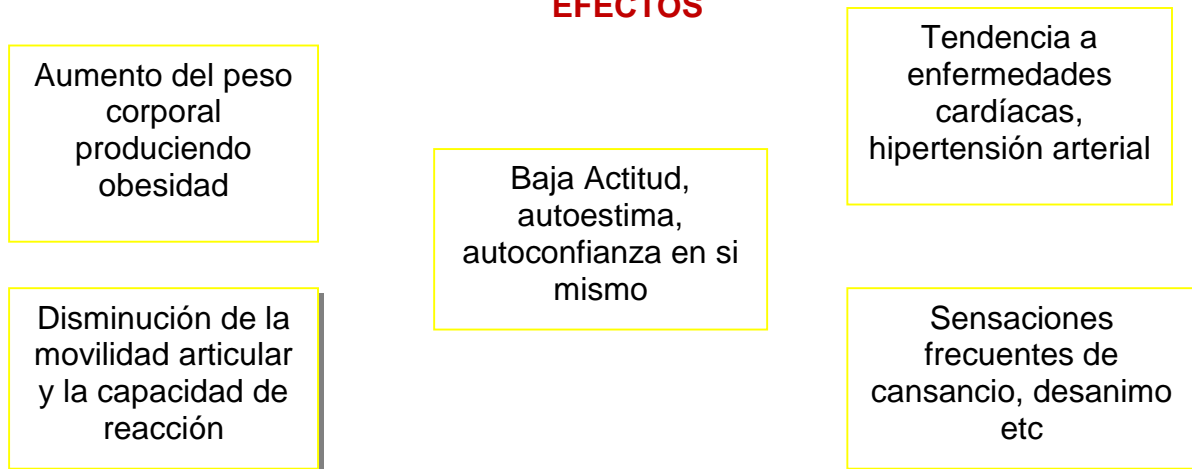 EFECTOS
Aumento del peso
corporal
produciendo
obesidad
Tendencia a
enfermedades
cardíacas,
hipertensión arterial
Baja Actitud,
autoestima,
autoconfianza en si
mismo
Disminución de la
movilidad articular
y la capacidad de
reacción
Sensaciones
frecuentes de
cansancio, desanimo
etc